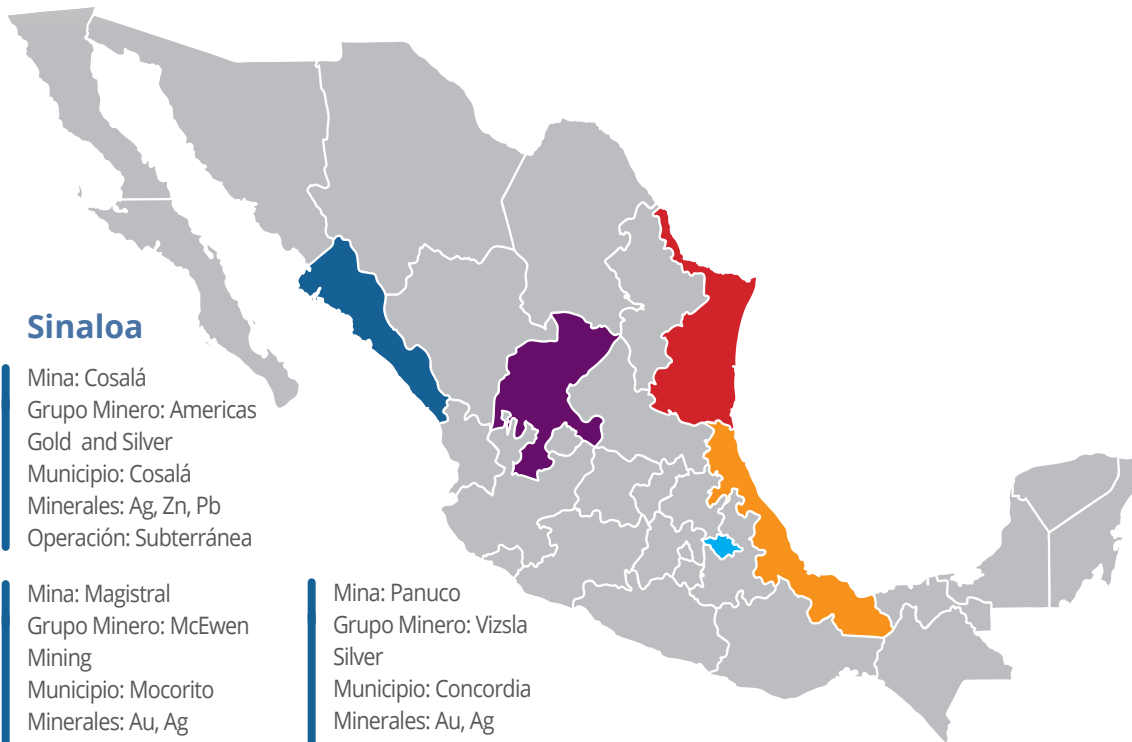 Sinaloa
Mina: Cosalá
Grupo Minero: Americas
Gold and Silver
Municipio: Cosalá
Minerales: Ag, Zn, Pb
Operación: Subterránea
Mina: Magistral
Grupo Minero: McEwen
Mining
Municipio: Mocorito
Minerales: Au, Ag
Mina: Panuco
Grupo Minero: Vizsla
Silver
Municipio: Concordia
Minerales: Au, Ag